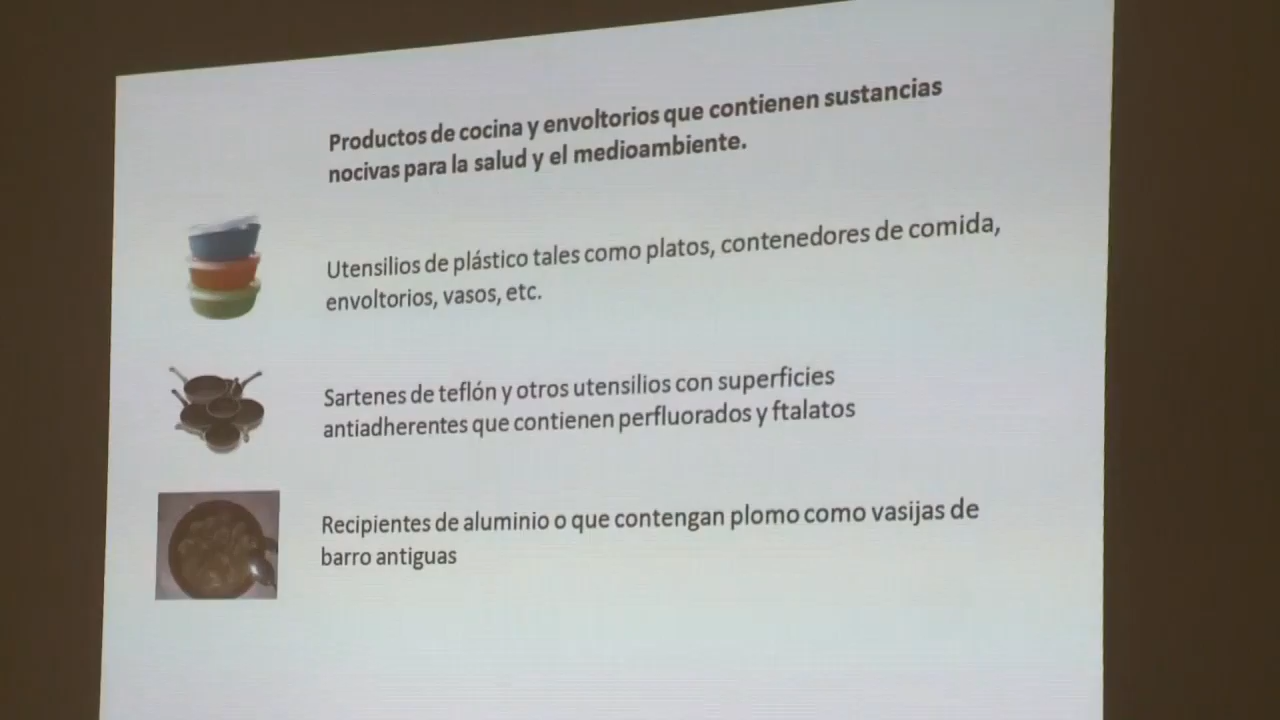 Productos de cocina y envoltorios que contienen sustancias
nocivas para la salud y el medioambiente.
Utensilios de plástico tales como platos, contenedores de comida,
envoltorios, vasos, etc.
Sartenes de teflón y otros utensilios con superficies
antiadherentes que contienen perfluorados y ftalatos
Recipientes de aluminio o que contengan plomo como vasijas de
barro antiguas